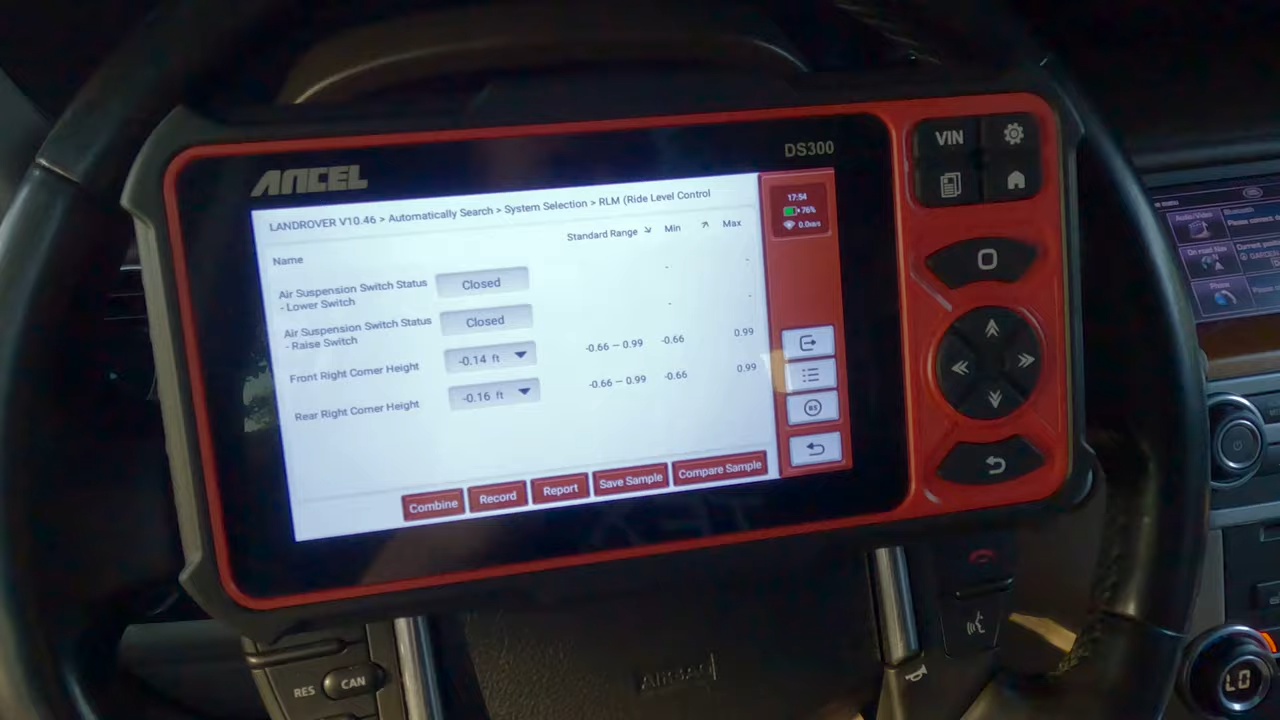 ANCEL
DS300
VIN
LANDROVER V10.46 > Automatically Search > System Selection > RLM (Ride Level Control
Name
Standard Range
Min
Max
Air Suspension Switch Status
- Lower Switch
Closed
-
-
Air Suspension Switch Status
- Raise Switch
Closed
-
-
Front Right Corner Height
-0.14 ft
-0.66 – 0.99
-0.66
0.99
Rear Right Corner Height
-0.16 ft
-0.66 – 0.99
-0.66
0.99
Combine
Record
Report
Save Sample
Compare Sample
17:54
76%
RES
CAN
AIRBAG
Audio/Video
Phone
LO